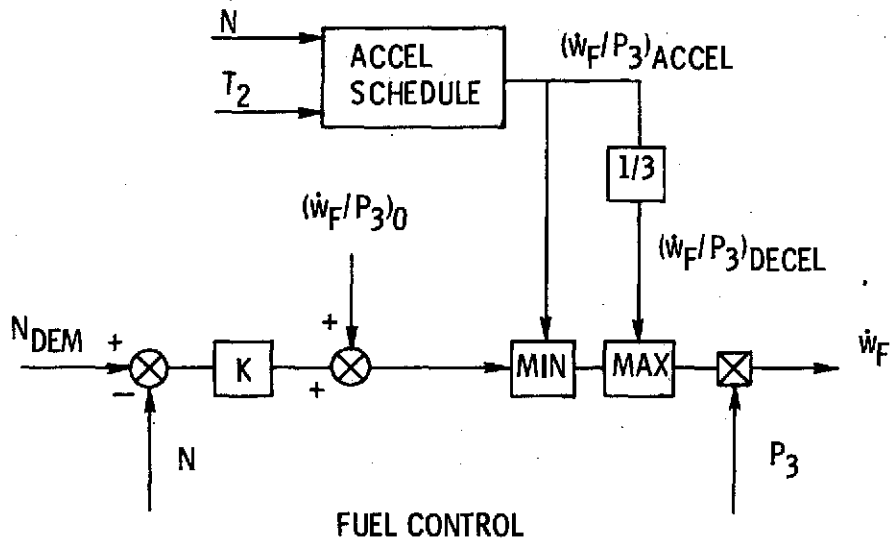 N
T2
ACCEL
SCHEDULE
(ẇF/P3)ACCEL
1/3
(ẇF/P3)0
(ẇF/P3)DECEL
NDEM
+
−
K
+
+
MIN
MAX
ẇF
N
P3
FUEL CONTROL